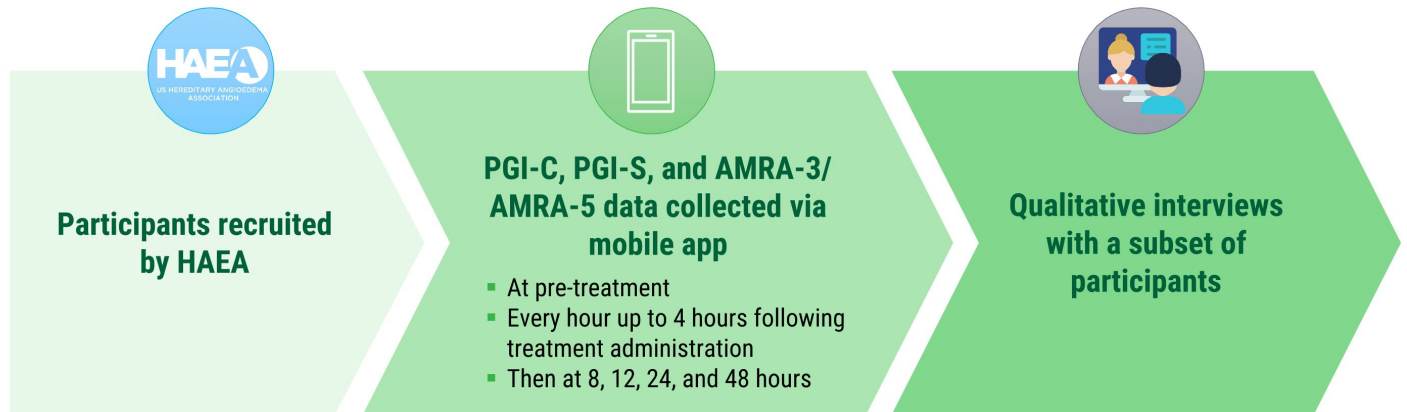 HAEA
US HEREDITARY ANGIOEDEMA
ASSOCIATION
Participants recruited
by HAEA
PGI-C, PGI-S, and AMRA-3/
AMRA-5 data collected via
mobile app
▪ At pre-treatment
▪ Every hour up to 4 hours following
treatment administration
▪ Then at 8, 12, 24, and 48 hours
Qualitative interviews
with a subset of
participants